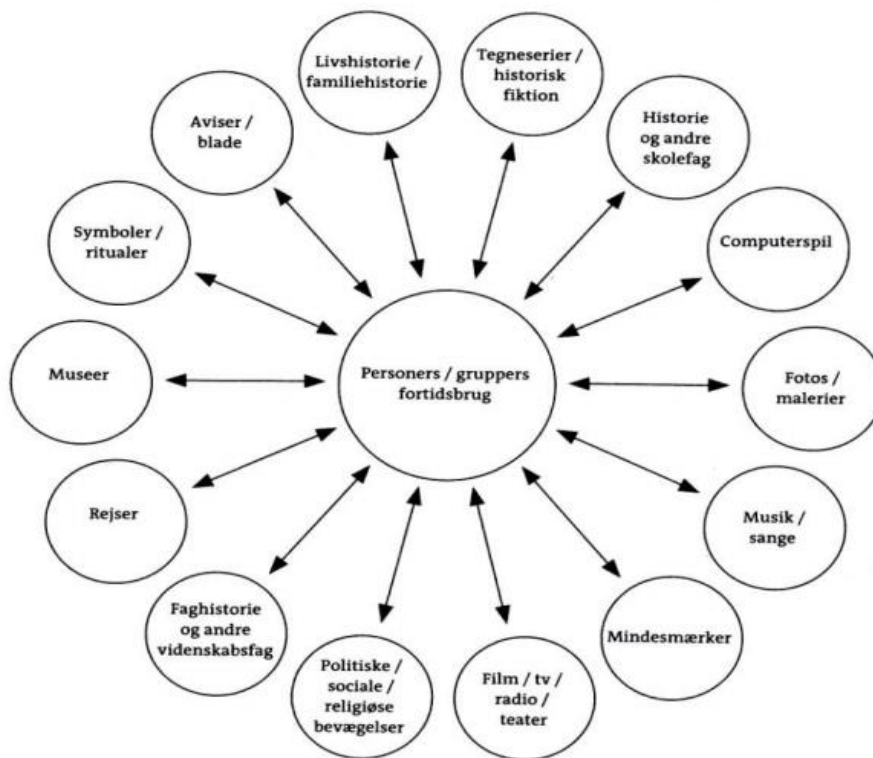 Livshistorie /
familiehistorie
Tegneserier /
historisk
fiktion
Historie
og andre
skolefag
Computerspil
Fotos /
malerier
Musik /
sange
Mindesmærker
Film / tv /
radio /
teater
Politiske /
sociale /
religiøse
bevægelser
Faghistorie
og andre
videnskabsfag
Rejser
Museer
Symboler /
ritualer
Aviser /
blade
Personers / gruppers
fortidsbrug